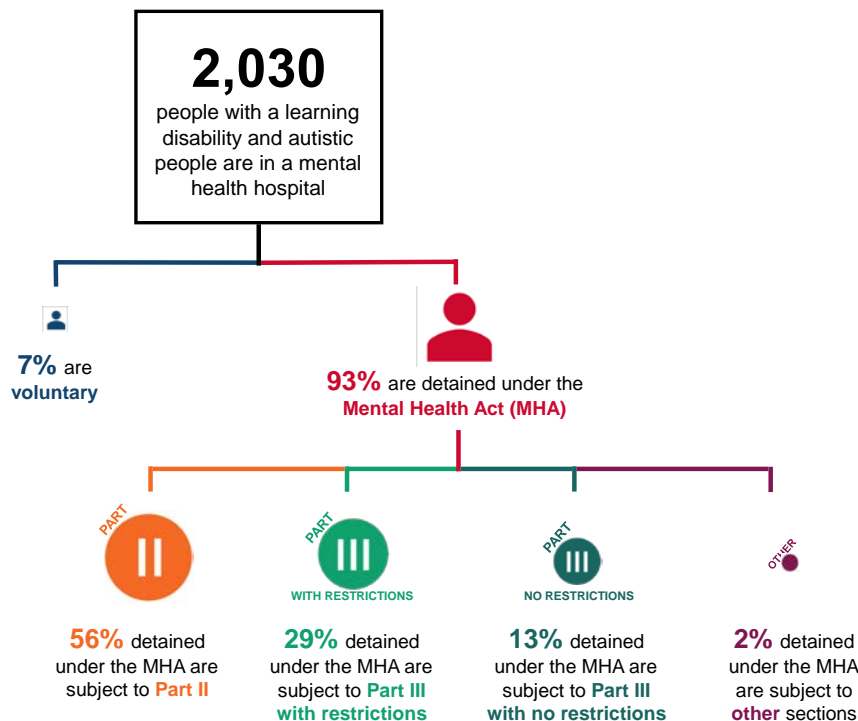 2,030
people with a learning
disability and autistic
people are in a mental
health hospital
7% are
voluntary
93% are detained under the
Mental Health Act (MHA)
PART
II
56% detained
under the MHA are
subject to Part II
PART
III
WITH RESTRICTIONS
29% detained
under the MHA are
subject to Part III
with restrictions
PART
III
NO RESTRICTIONS
13% detained
under the MHA are
subject to Part III
with no restrictions
OTHER
2% detained
under the MHA
are subject to
other sections